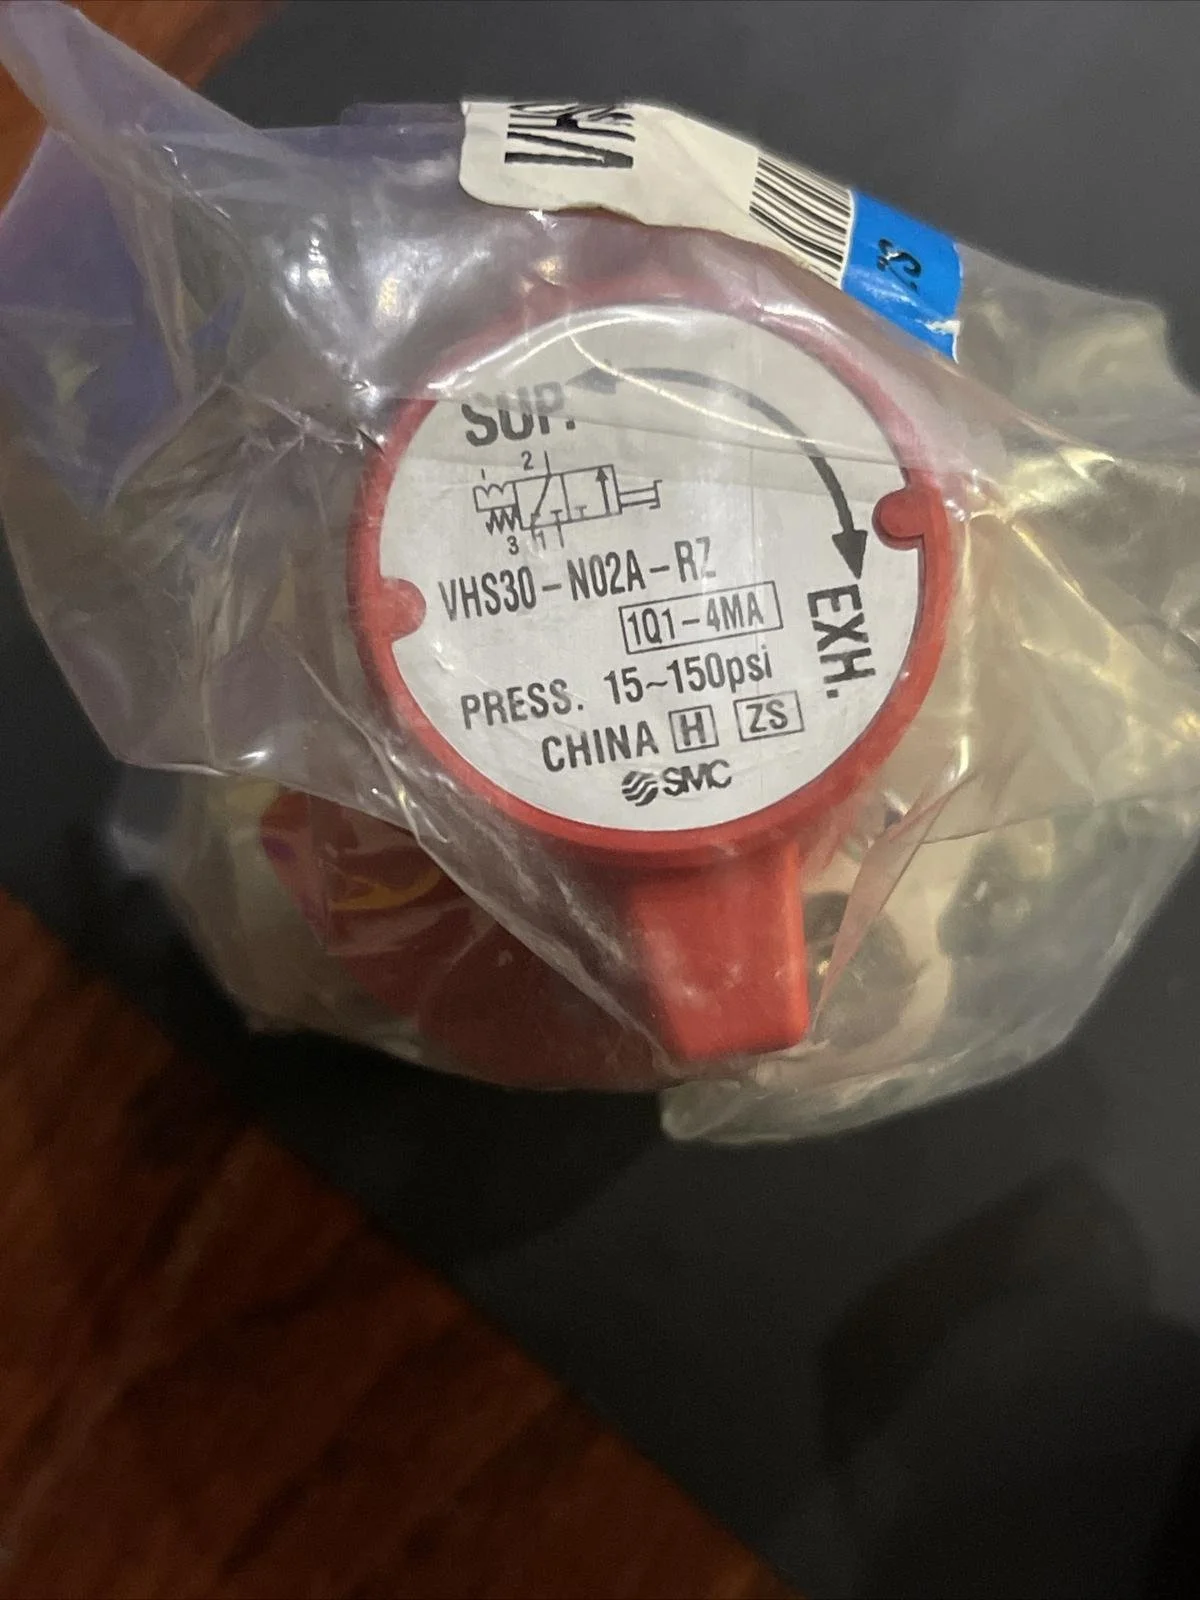 SUP.
2
3 1
VHS30-N02A-RZ
1Q1-4MA
EXH.
PRESS. 15~150psi
CHINA H ZS
SMC